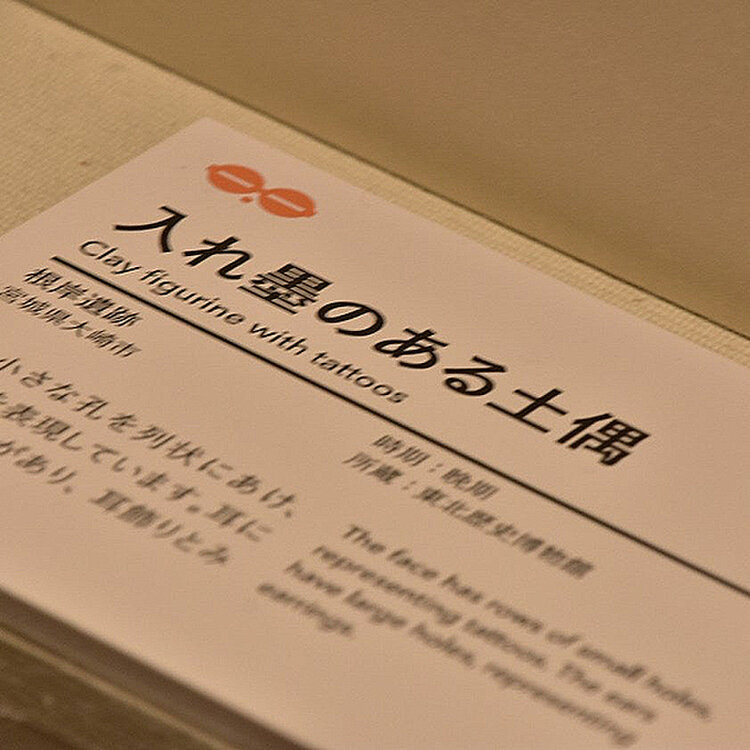 入れ墨のある土偶
Clay figurine with tattoos
根岸遺跡
宮城県大崎市
時期：晩期
所蔵：東北歴史博物館
小さな孔を列状にあけ、
を表現しています。耳に
があり、耳飾りとみ
The face has rows of small holes,
representing tattoos. The ears
have large holes, representing
earrings.